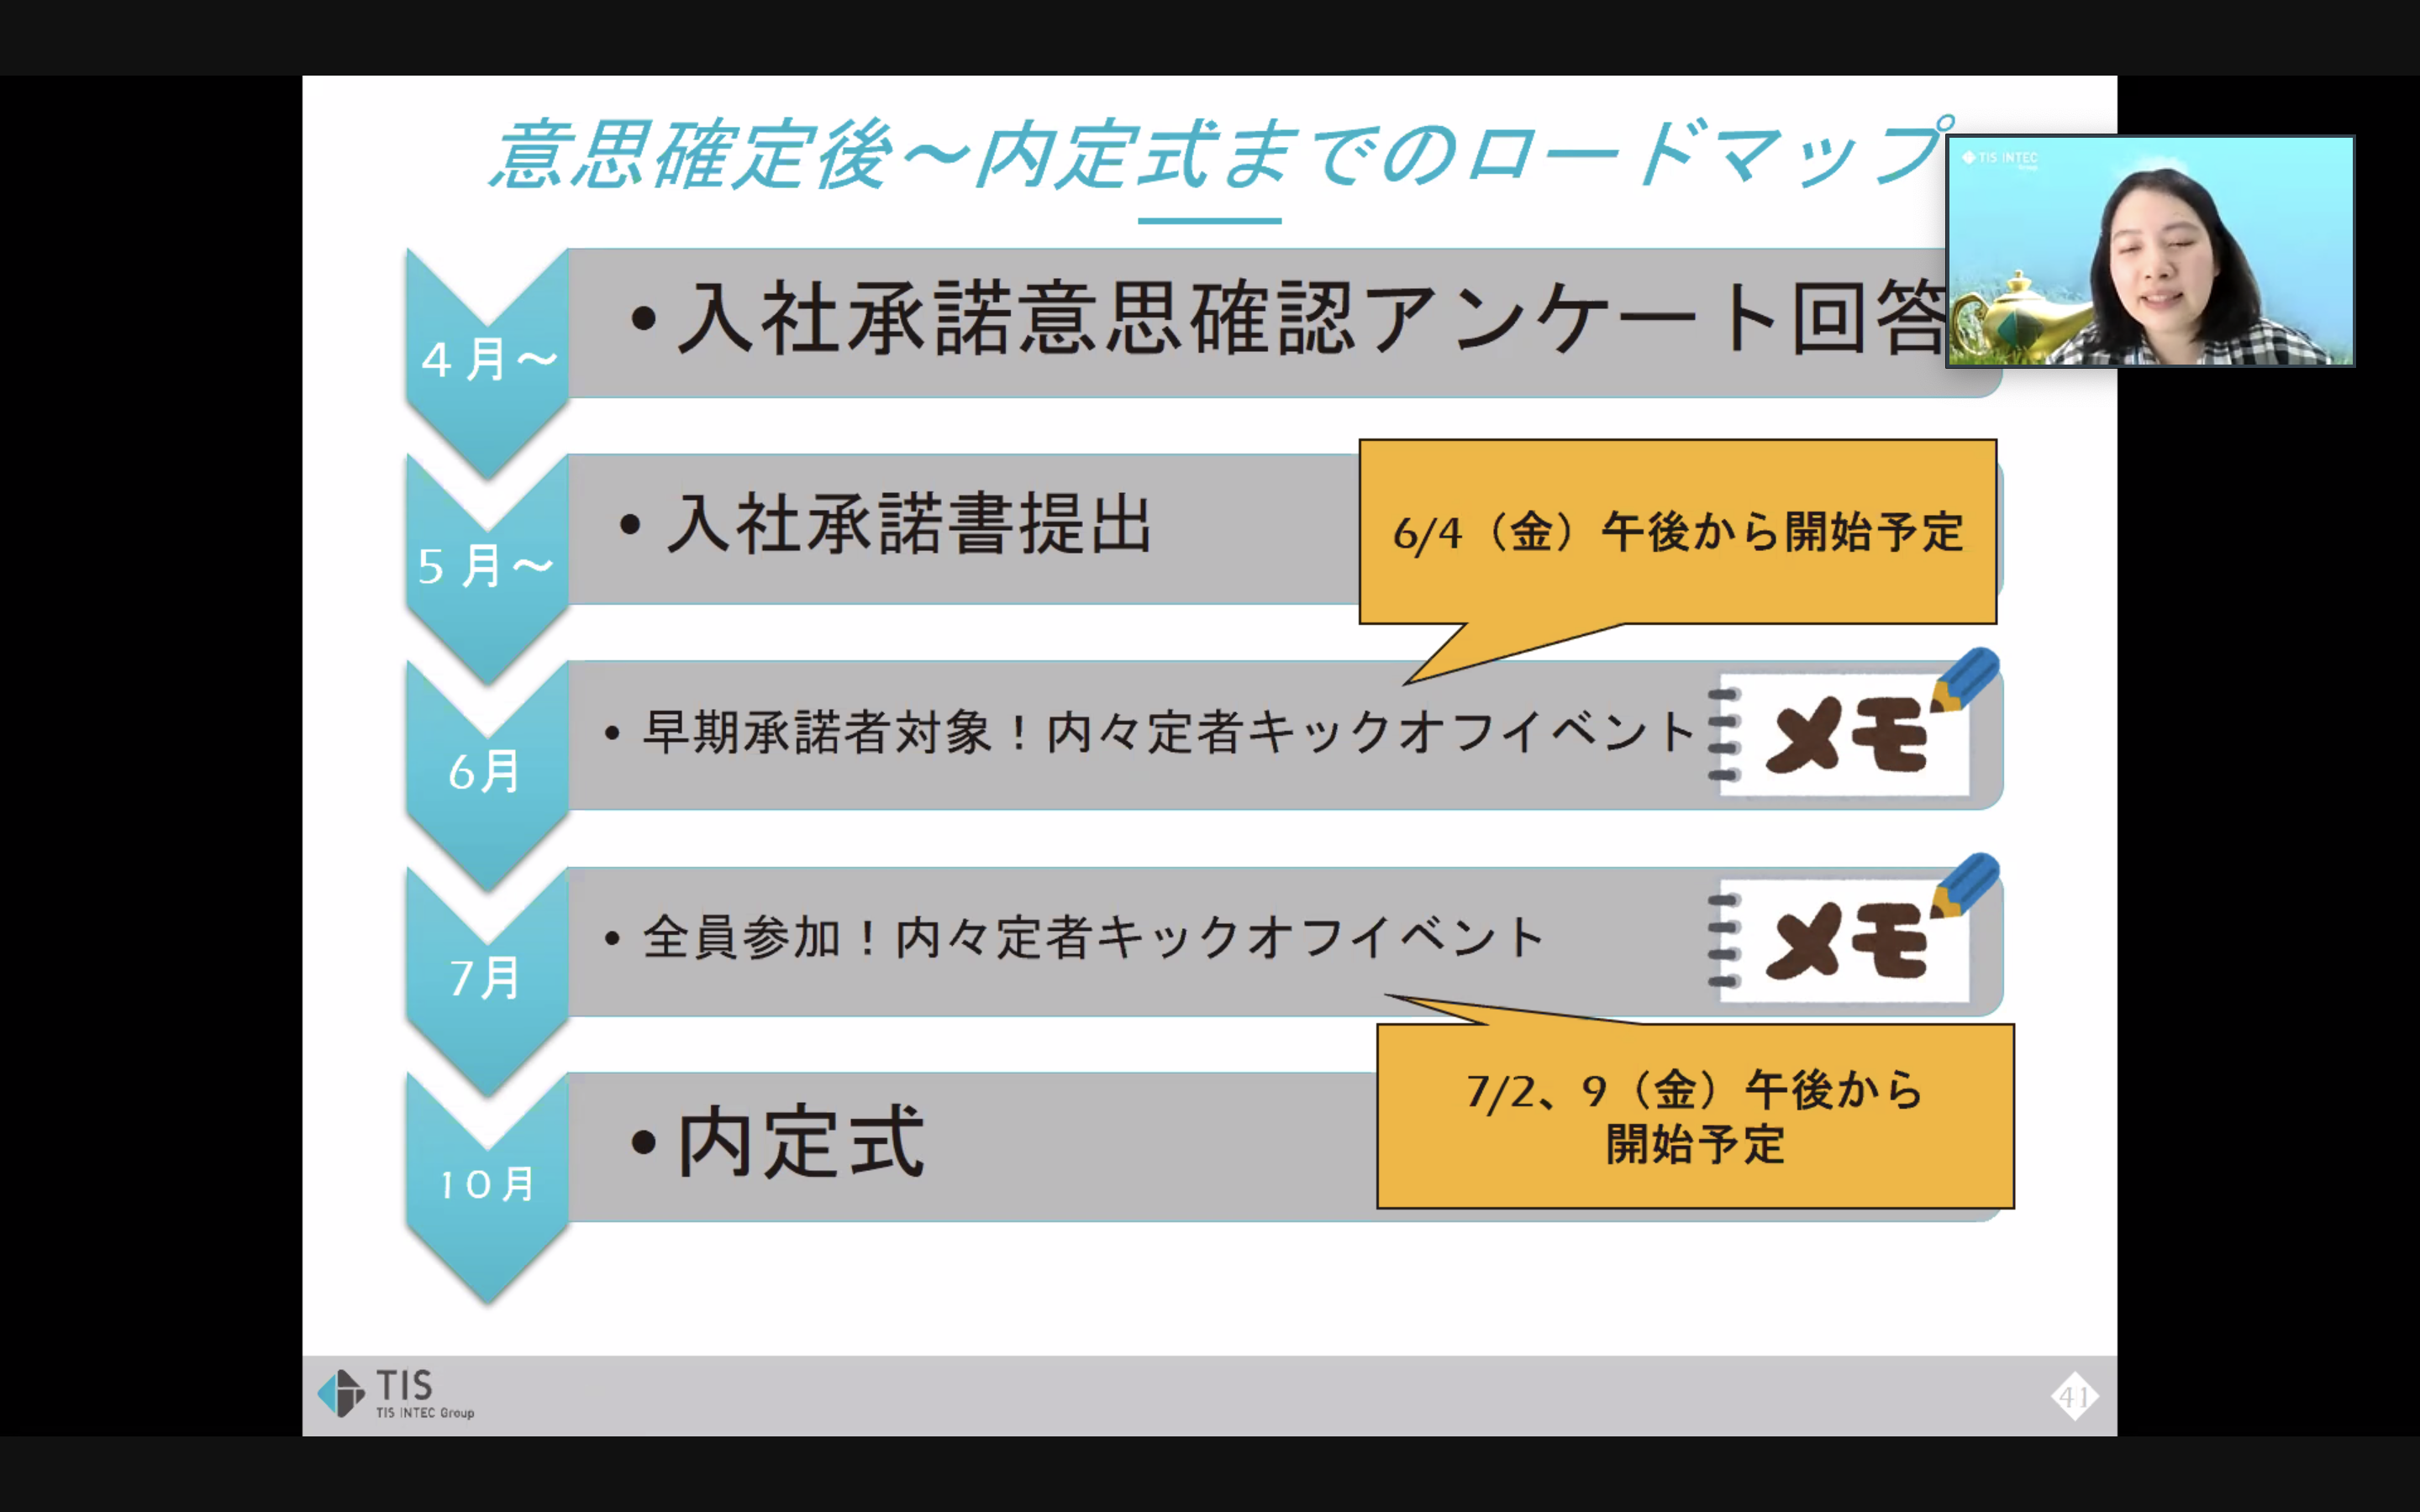 意思確定後～内定式までのロードマップ
TIS INTEC
Group
4月～
•入社承諾意思確認アンケート回答
5月～
•入社承諾書提出
6/4（金）午後から開始予定
6月
•早期承諾者対象！内々定者キックオフイベント
メモ
7月
•全員参加！内々定者キックオフイベント
メモ
7/2、9（金）午後から
開始予定
10月
•内定式
TIS
TIS INTEC Group
41